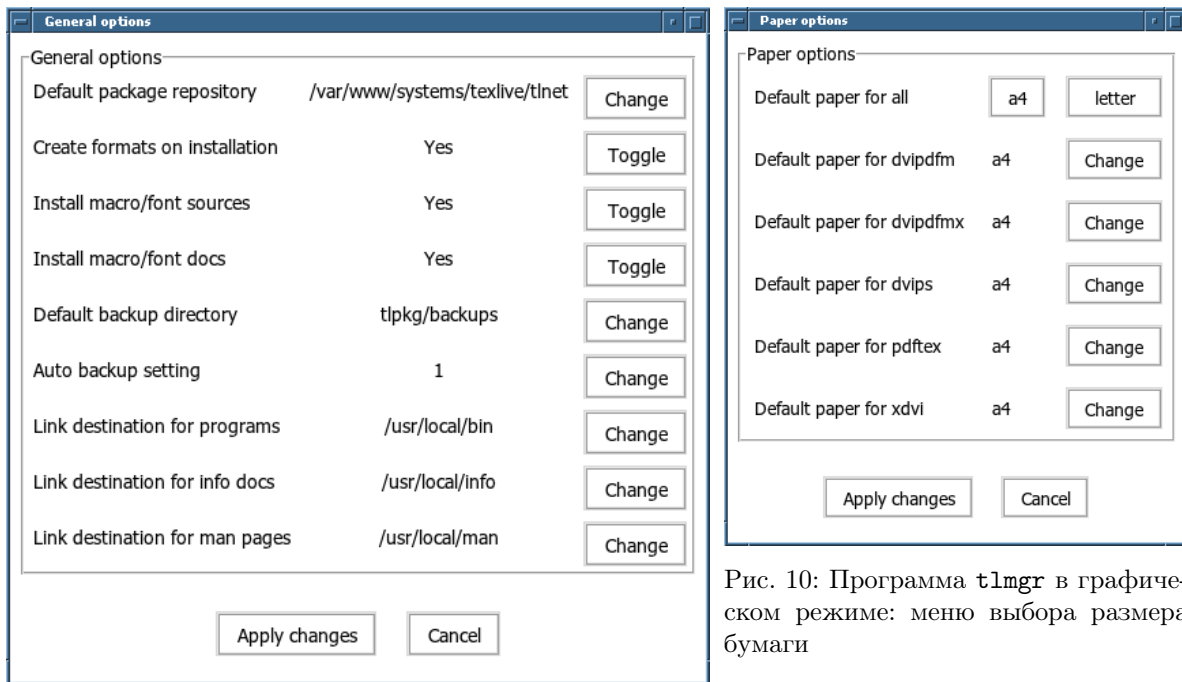 General options
General options
Default package repository /var/www/systems/texlive/tlnet Change
Create formats on installation Yes Toggle
Install macro/font sources Yes Toggle
Install macro/font docs Yes Toggle
Default backup directory tlpkg/backups Change
Auto backup setting 1 Change
Link destination for programs /usr/local/bin Change
Link destination for info docs /usr/local/info Change
Link destination for man pages /usr/local/man Change
Apply changes Cancel
Paper options
Paper options
Default paper for all a4 letter
Default paper for dvipdfm a4 Change
Default paper for dvipdfmx a4 Change
Default paper for dvips a4 Change
Default paper for pdftex a4 Change
Default paper for xdvi a4 Change
Apply changes Cancel
Рис. 10: Программа tlmgr в графиче-
ском режиме: меню выбора размера
бумаги